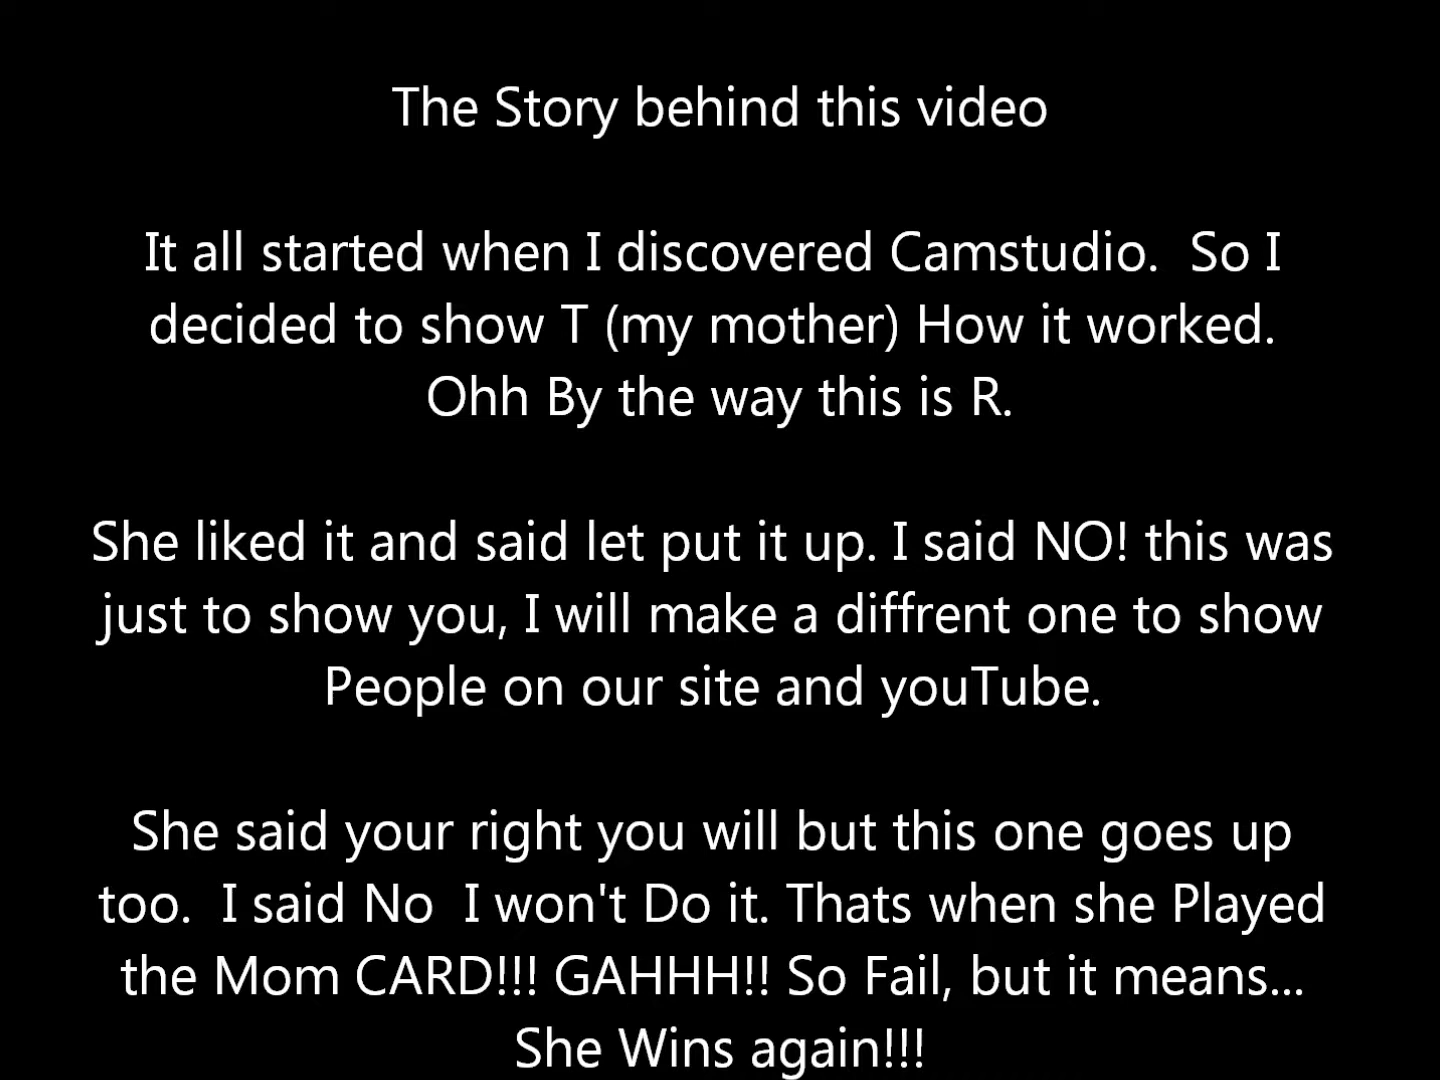 The Story behind this video
It all started when I discovered Camstudio.  So I
decided to show T (my mother) How it worked.
Ohh By the way this is R.
She liked it and said let put it up. I said NO! this was
just to show you, I will make a diffrent one to show
People on our site and youTube.
She said your right you will but this one goes up
too.  I said No  I won't Do it. Thats when she Played
the Mom CARD!!! GAHHH!! So Fail, but it means...
She Wins again!!!